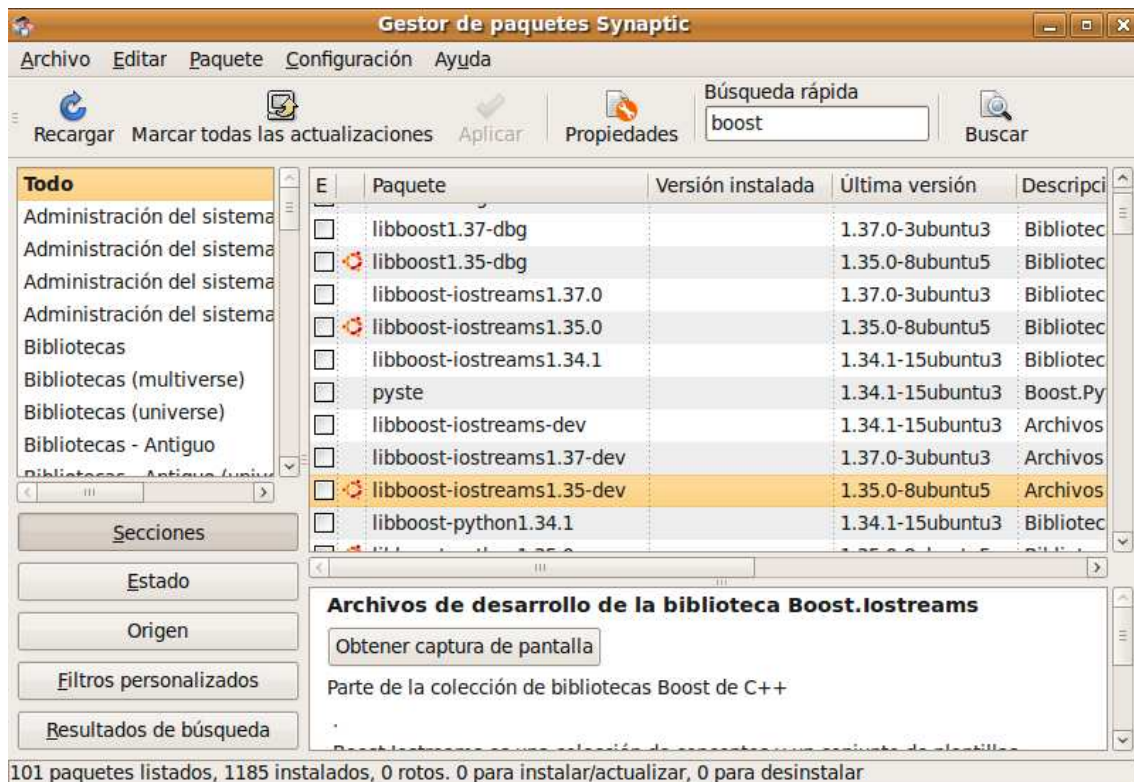 Gestor de paquetes Synaptic
Archivo Editar Paquete Configuración Ayuda
Búsqueda rápida
Recargar Marcar todas las actualizaciones Aplicar Propiedades boost Buscar
Todo
Administración del sistema
Administración del sistema
Administración del sistema
Administración del sistema
Bibliotecas
Bibliotecas (multiverse)
Bibliotecas (universe)
Bibliotecas - Antiguo
Secciones
Estado
Origen
Filtros personalizados
Resultados de búsqueda
E Paquete Versión instalada Última versión Descripci
libboost1.37-dbg 1.37.0-3ubuntu3 Bibliotec
libboost1.35-dbg 1.35.0-8ubuntu5 Bibliotec
libboost-iostreams1.37.0 1.37.0-3ubuntu3 Bibliotec
libboost-iostreams1.35.0 1.35.0-8ubuntu5 Bibliotec
libboost-iostreams1.34.1 1.34.1-15ubuntu3 Bibliotec
pyste 1.34.1-15ubuntu3 Boost.Py
libboost-iostreams-dev 1.34.1-15ubuntu3 Archivos
libboost-iostreams1.37-dev 1.37.0-3ubuntu3 Archivos
libboost-iostreams1.35-dev 1.35.0-8ubuntu5 Archivos
libboost-python1.34.1 1.34.1-15ubuntu3 Bibliotec
Archivos de desarrollo de la biblioteca Boost.Iostreams
Obtener captura de pantalla
Parte de la colección de bibliotecas Boost de C++
.
101 paquetes listados, 1185 instalados, 0 rotos. 0 para instalar/actualizar, 0 para desinstalar